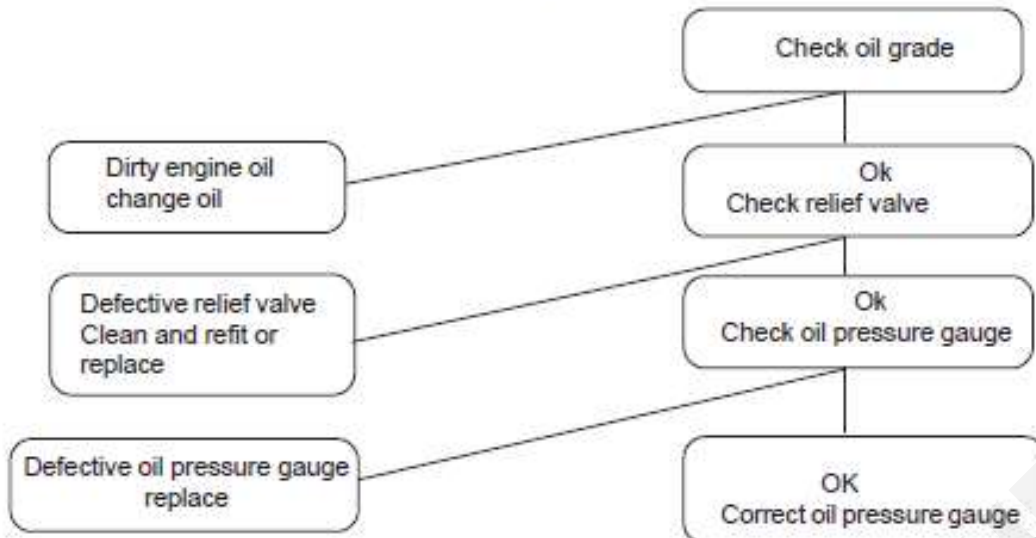 Check oil grade
Dirty engine oil
change oil
Ok
Check relief valve
Defective relief valve
Clean and refit or
replace
Ok
Check oil pressure gauge
Defective oil pressure gauge
replace
OK
Correct oil pressure gauge